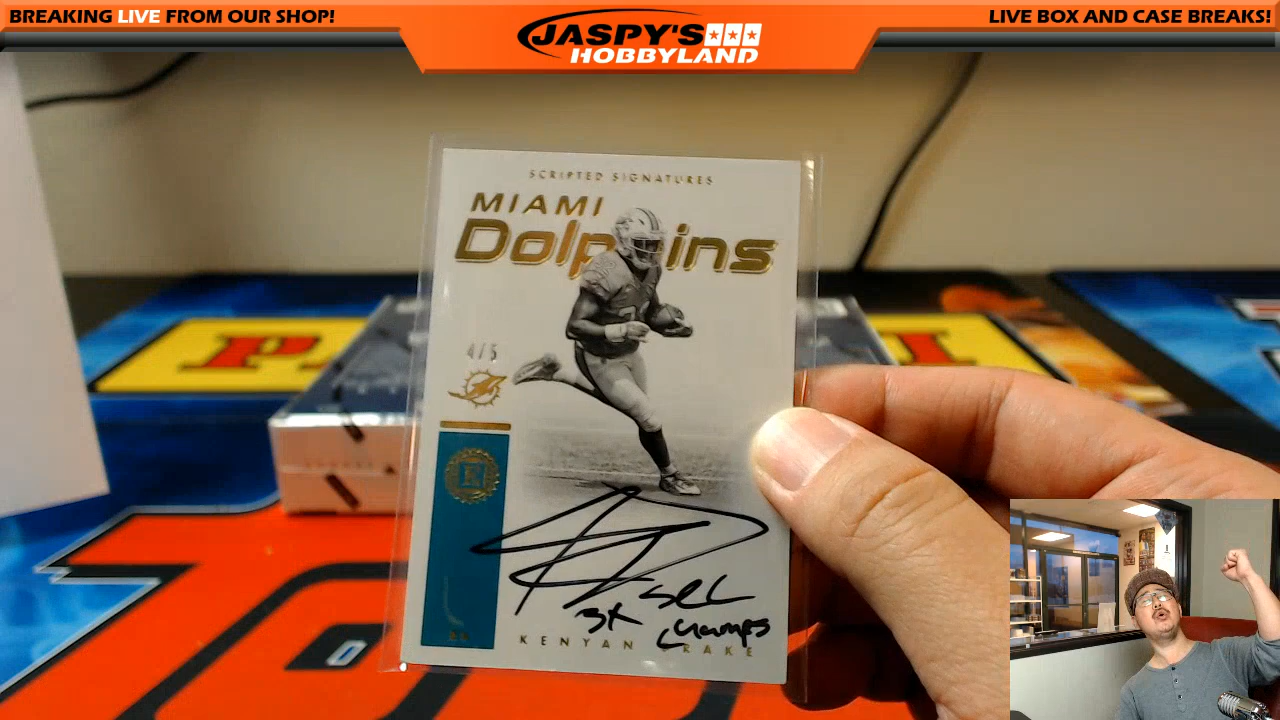 BREAKING LIVE FROM OUR SHOP!
JASPY'S
HOBBYLAND
LIVE BOX AND CASE BREAKS!
SCRIPTED SIGNATURES
MIAMI
Dolphins
4/5
3x SEC
Champs
KENYAN DRAKE